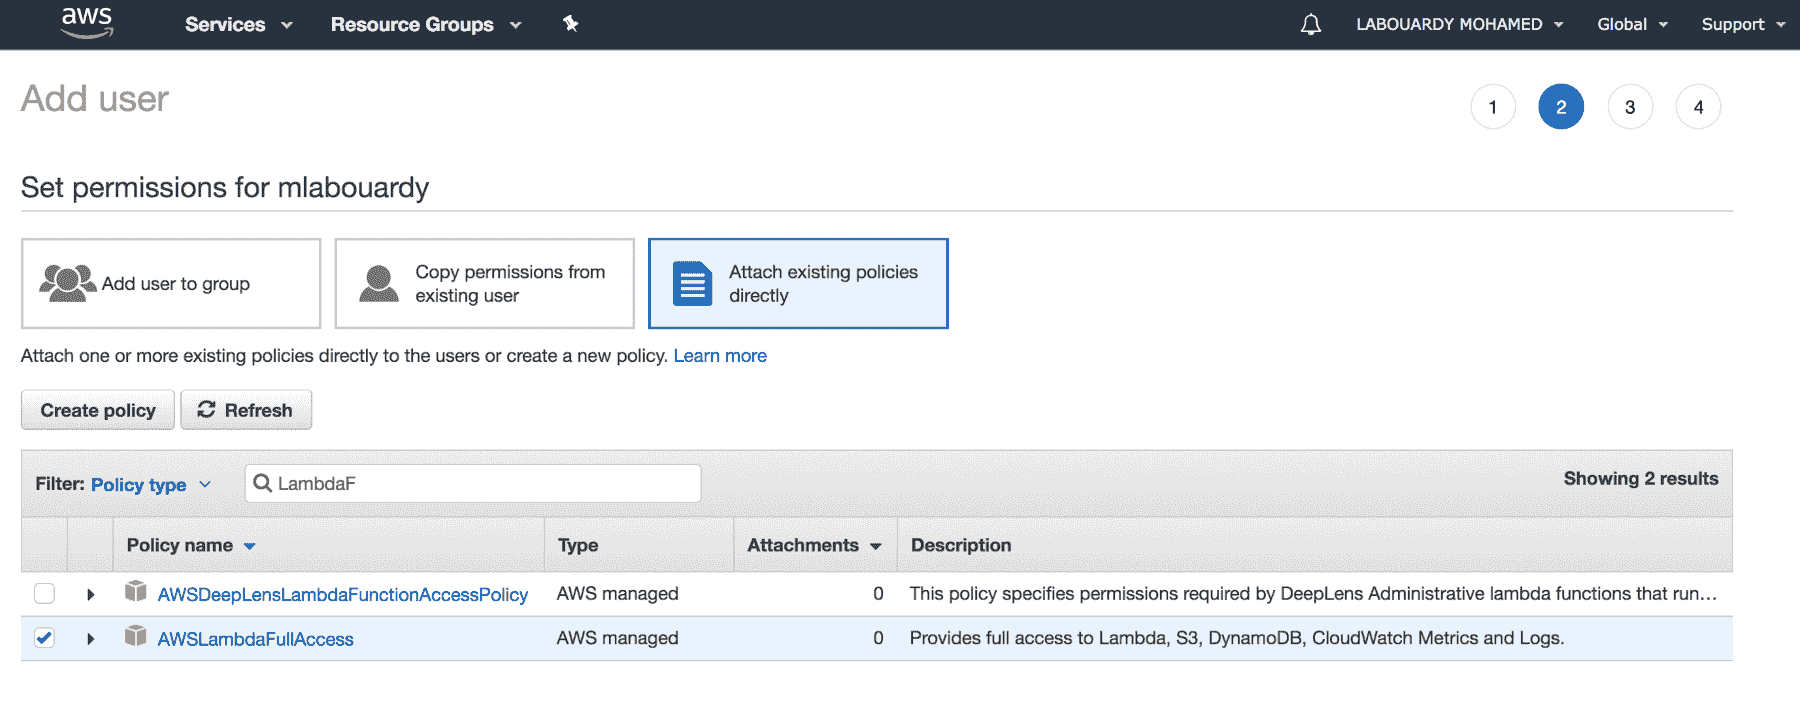 aws Services Resource Groups LABOUARDY MOHAMED Global Support
Add user
1 2 3 4
Set permissions for mlabouardy
Add user to group
Copy permissions from
existing user
Attach existing policies
directly
Attach one or more existing policies directly to the users or create a new policy. Learn more
Create policy Refresh
Filter: Policy type LambdaF Showing 2 results
Policy name Type Attachments Description
AWSDeepLensLambdaFunctionAccessPolicy AWS managed 0 This policy specifies permissions required by DeepLens Administrative lambda functions that run...
AWSLambdaFullAccess AWS managed 0 Provides full access to Lambda, S3, DynamoDB, CloudWatch Metrics and Logs.